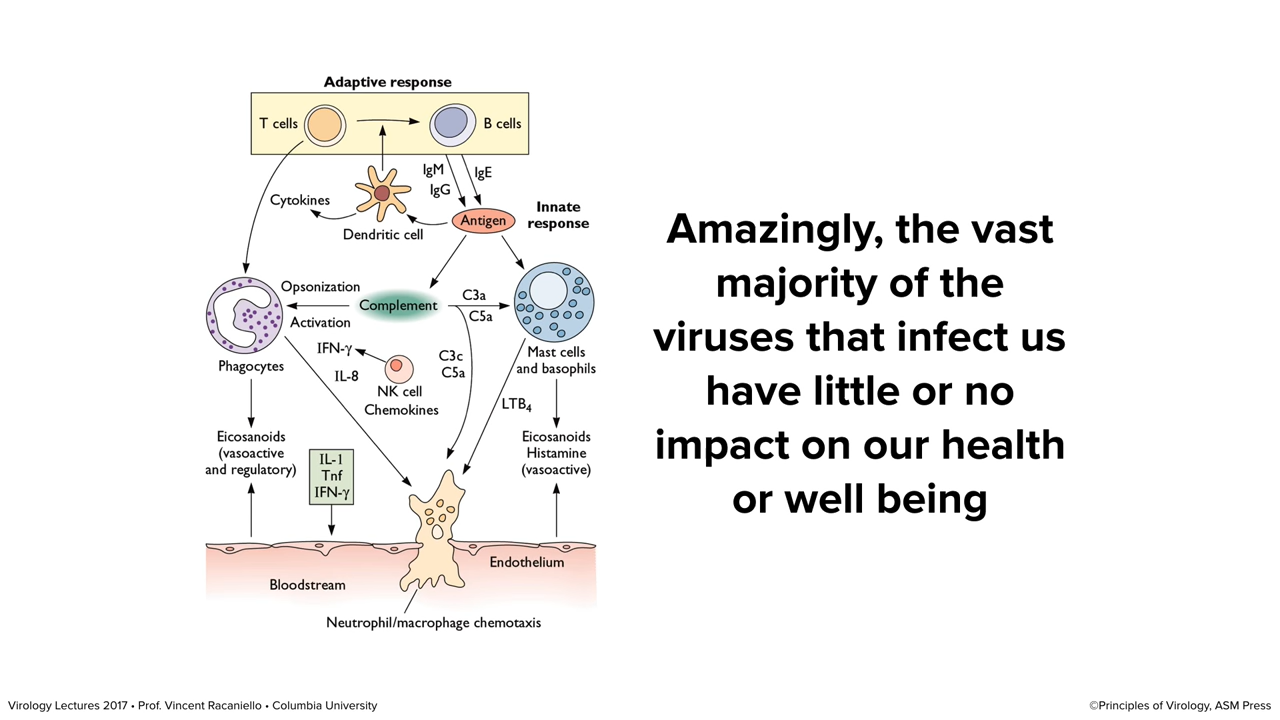 Adaptive response
T cells
B cells
IgM
IgG
IgE
Cytokines
Dendritic cell
Antigen
Innate
response
Opsonization
Complement
Activation
C3a
C5a
IFN-γ
IL-8
NK cell
Chemokines
C3c
C5a
Phagocytes
Mast cells
and basophils
LTB4
Eicosanoids
(vasoactive
and regulatory)
IL-1
Tnf
IFN-γ
Eicosanoids
Histamine
(vasoactive)
Endothelium
Bloodstream
Neutrophil/macrophage chemotaxis
Amazingly, the vast
majority of the
viruses that infect us
have little or no
impact on our health
or well being
Virology Lectures 2017 • Prof. Vincent Racaniello • Columbia University
©Principles of Virology, ASM Press